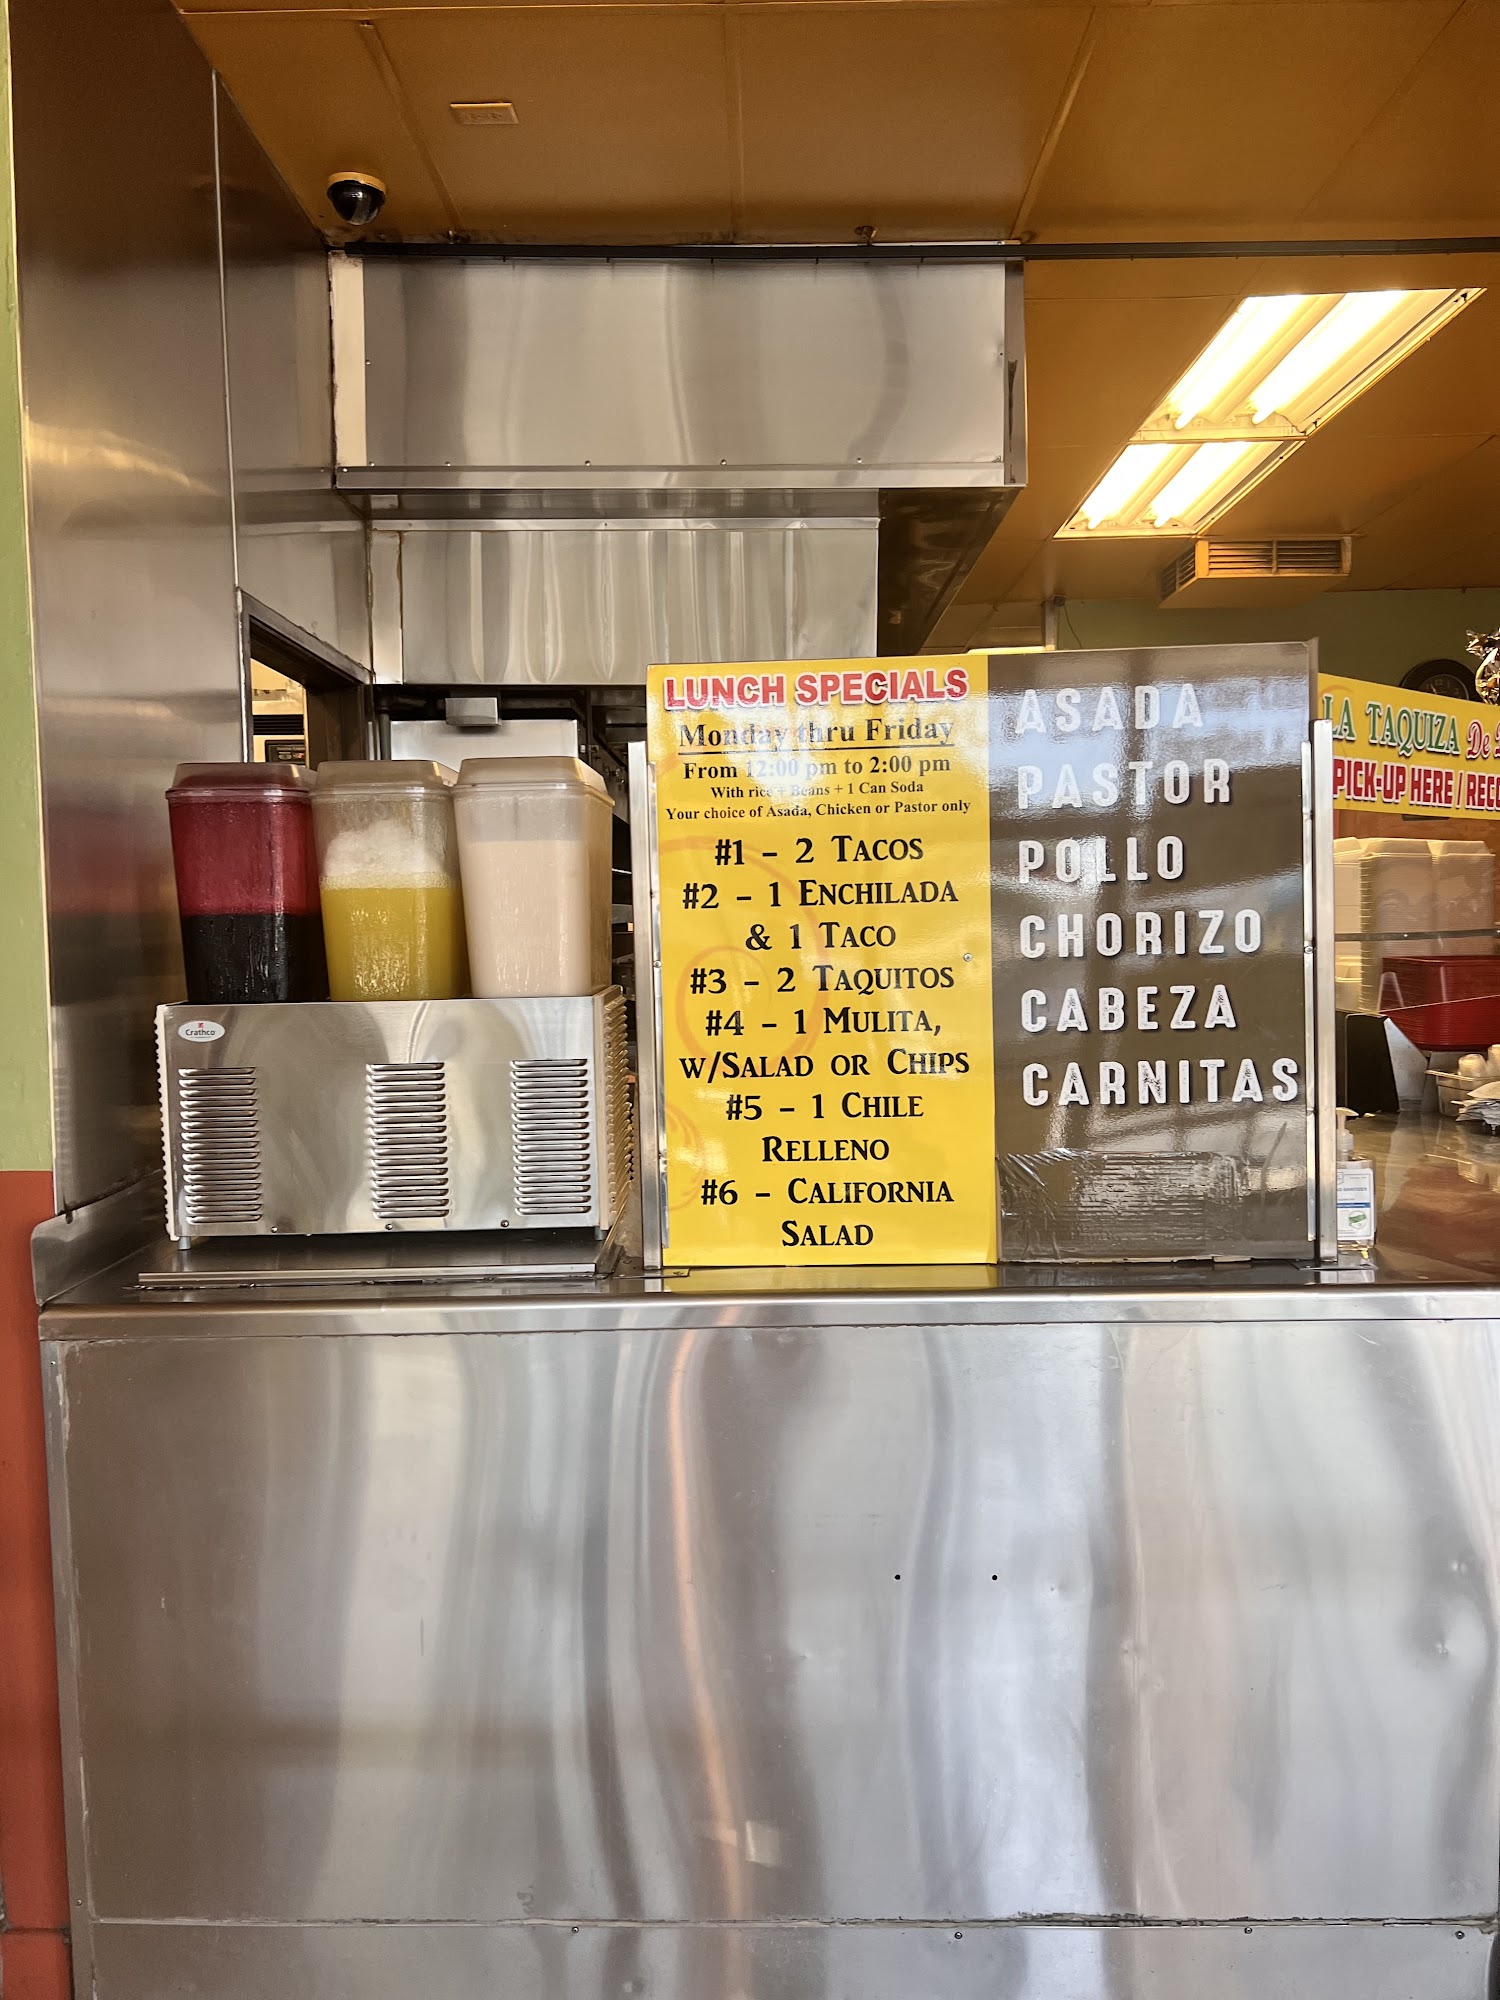 LUNCH SPECIALS
Monday thru Friday
From 12:00 pm to 2:00 pm
With rice + Beans + 1 Can Soda
Your choice of Asada, Chicken or Pastor only
#1 - 2 TACOS
#2 - 1 ENCHILADA
& 1 TACO
#3 - 2 TAQUITOS
#4 - 1 MULITA,
W/SALAD OR CHIPS
#5 - 1 CHILE
RELLENO
#6 - CALIFORNIA
SALAD
ASADA
PASTOR
POLLO
CHORIZO
CABEZA
CARNITAS
LA TAQUIZA De
PICK-UP HERE /
Crathco